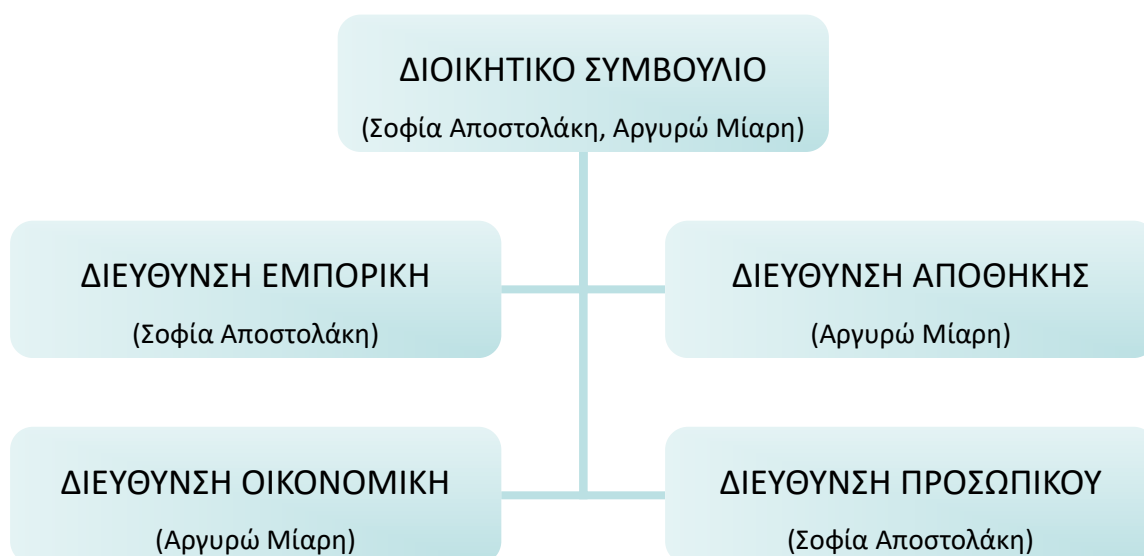 ΔΙΟΙΚΗΤΙΚΟ ΣΥΜΒΟΥΛΙΟ
(Σοφία Αποστολάκη, Αργυρώ Μίαρη)
ΔΙΕΥΘΥΝΣΗ ΕΜΠΟΡΙΚΗ
(Σοφία Αποστολάκη)
ΔΙΕΥΘΥΝΣΗ ΑΠΟΘΗΚΗΣ
(Αργυρώ Μίαρη)
ΔΙΕΥΘΥΝΣΗ ΟΙΚΟΝΟΜΙΚΗ
(Αργυρώ Μίαρη)
ΔΙΕΥΘΥΝΣΗ ΠΡΟΣΩΠΙΚΟΥ
(Σοφία Αποστολάκη)